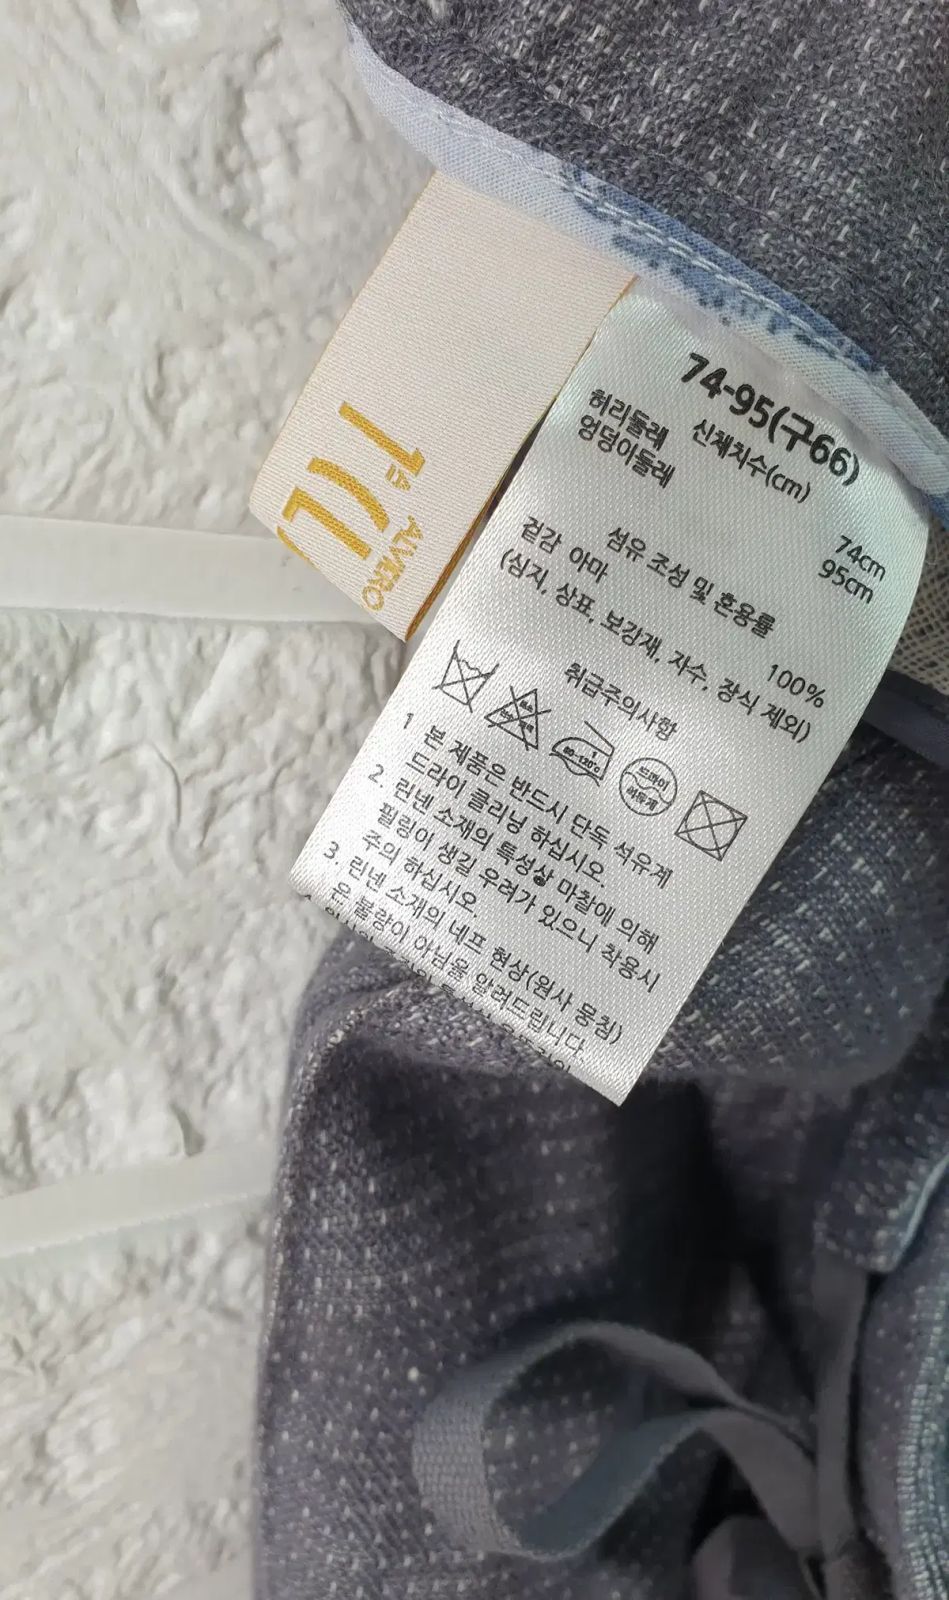 74-95(구66)
신체치수(cm)
허리둘레 74cm
엉덩이둘레 95cm
섬유 조성 및 혼용률
겉감 아마 100%
(심지, 상표, 보강재, 자수, 장식 제외)
취급주의사항
80-120℃
드라이
석유계
1 본 제품은 반드시 단독 석유계
드라이 클리닝 하십시오.
2. 린넨 소재의 특성상 마찰에 의해
필링이 생길 우려가 있으니 착용시
주의 하십시오.
3. 린넨 소재의 네프 현상(원사 뭉침)
은 불량이 아님을 알려드립니다.
ALVIERO